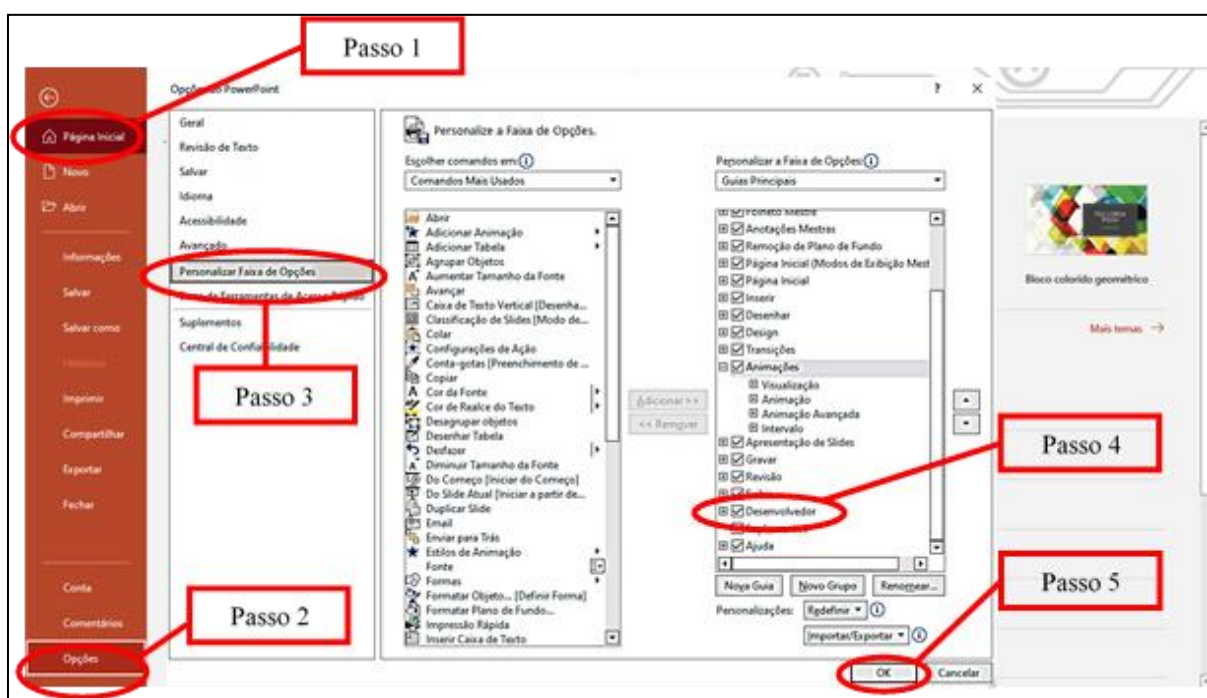 Passo 1
Opções do PowerPoint
? ×
Página Inicial
Novo
Abrir
Informações
Salvar
Salvar como
Imprimir
Compartilhar
Exportar
Fechar
Conta
Comentários
Opções
Passo 2
Geral
Revisão de Texto
Salvar
Idioma
Acessibilidade
Avançado
Personalizar Faixa de Opções
Barra de Ferramentas de Acesso Rápido
Suplementos
Central de Confiabilidade
Passo 3
Personalize a Faixa de Opções.
Escolher comandos em:
Comandos Mais Usados
Abrir
Adicionar Animação
Adicionar Tabela
Agrupar Objetos
Aumentar Tamanho da Fonte
Avançar
Caixa de Texto Vertical [Desenha...
Classificação de Slides [Modo de...
Colar
Configurações de Ação
Conta-gotas [Preenchimento de ...
Copiar
Cor da Fonte
Cor de Realce do Texto
Desagrupar objetos
Desenhar Tabela
Desfazer
Diminuir Tamanho da Fonte
Do Começo [Iniciar do Começo]
Do Slide Atual [Iniciar a partir de...
Duplicar Slide
Email
Enviar para Trás
Estilos de Animação
Fonte
Formas
Formatar Objeto... [Definir Forma]
Formatar Plano de Fundo...
Impressão Rápida
Inserir Caixa de Texto
Adicionar >>
<< Remover
Personalizar a Faixa de Opções:
Guias Principais
Folheto Mestre
Anotações Mestras
Remoção de Plano de Fundo
Página Inicial (Modos de Exibição Mest
Página Inicial
Inserir
Desenhar
Design
Transições
Animações
Visualização
Animação
Animação Avançada
Intervalo
Apresentação de Slides
Gravar
Revisão
Desenvolvedor
Ajuda
Nova Guia Novo Grupo Renomear...
Personalizações: Redefinir
Importar/Exportar
OK Cancelar
Passo 4
Passo 5
Bloco colorido geométrico
Mais temas